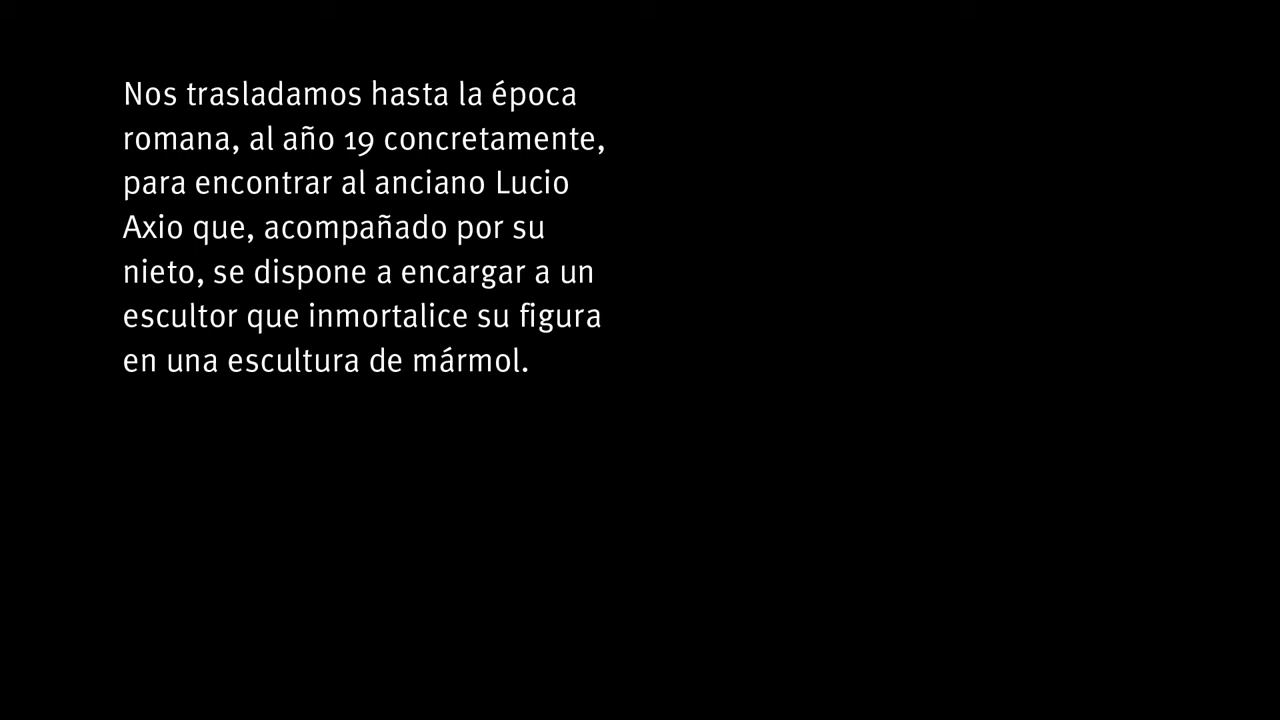 Nos trasladamos hasta la época
romana, al año 19 concretamente,
para encontrar al anciano Lucio
Axio que, acompañado por su
nieto, se dispone a encargar a un
escultor que inmortalice su figura
en una escultura de mármol.